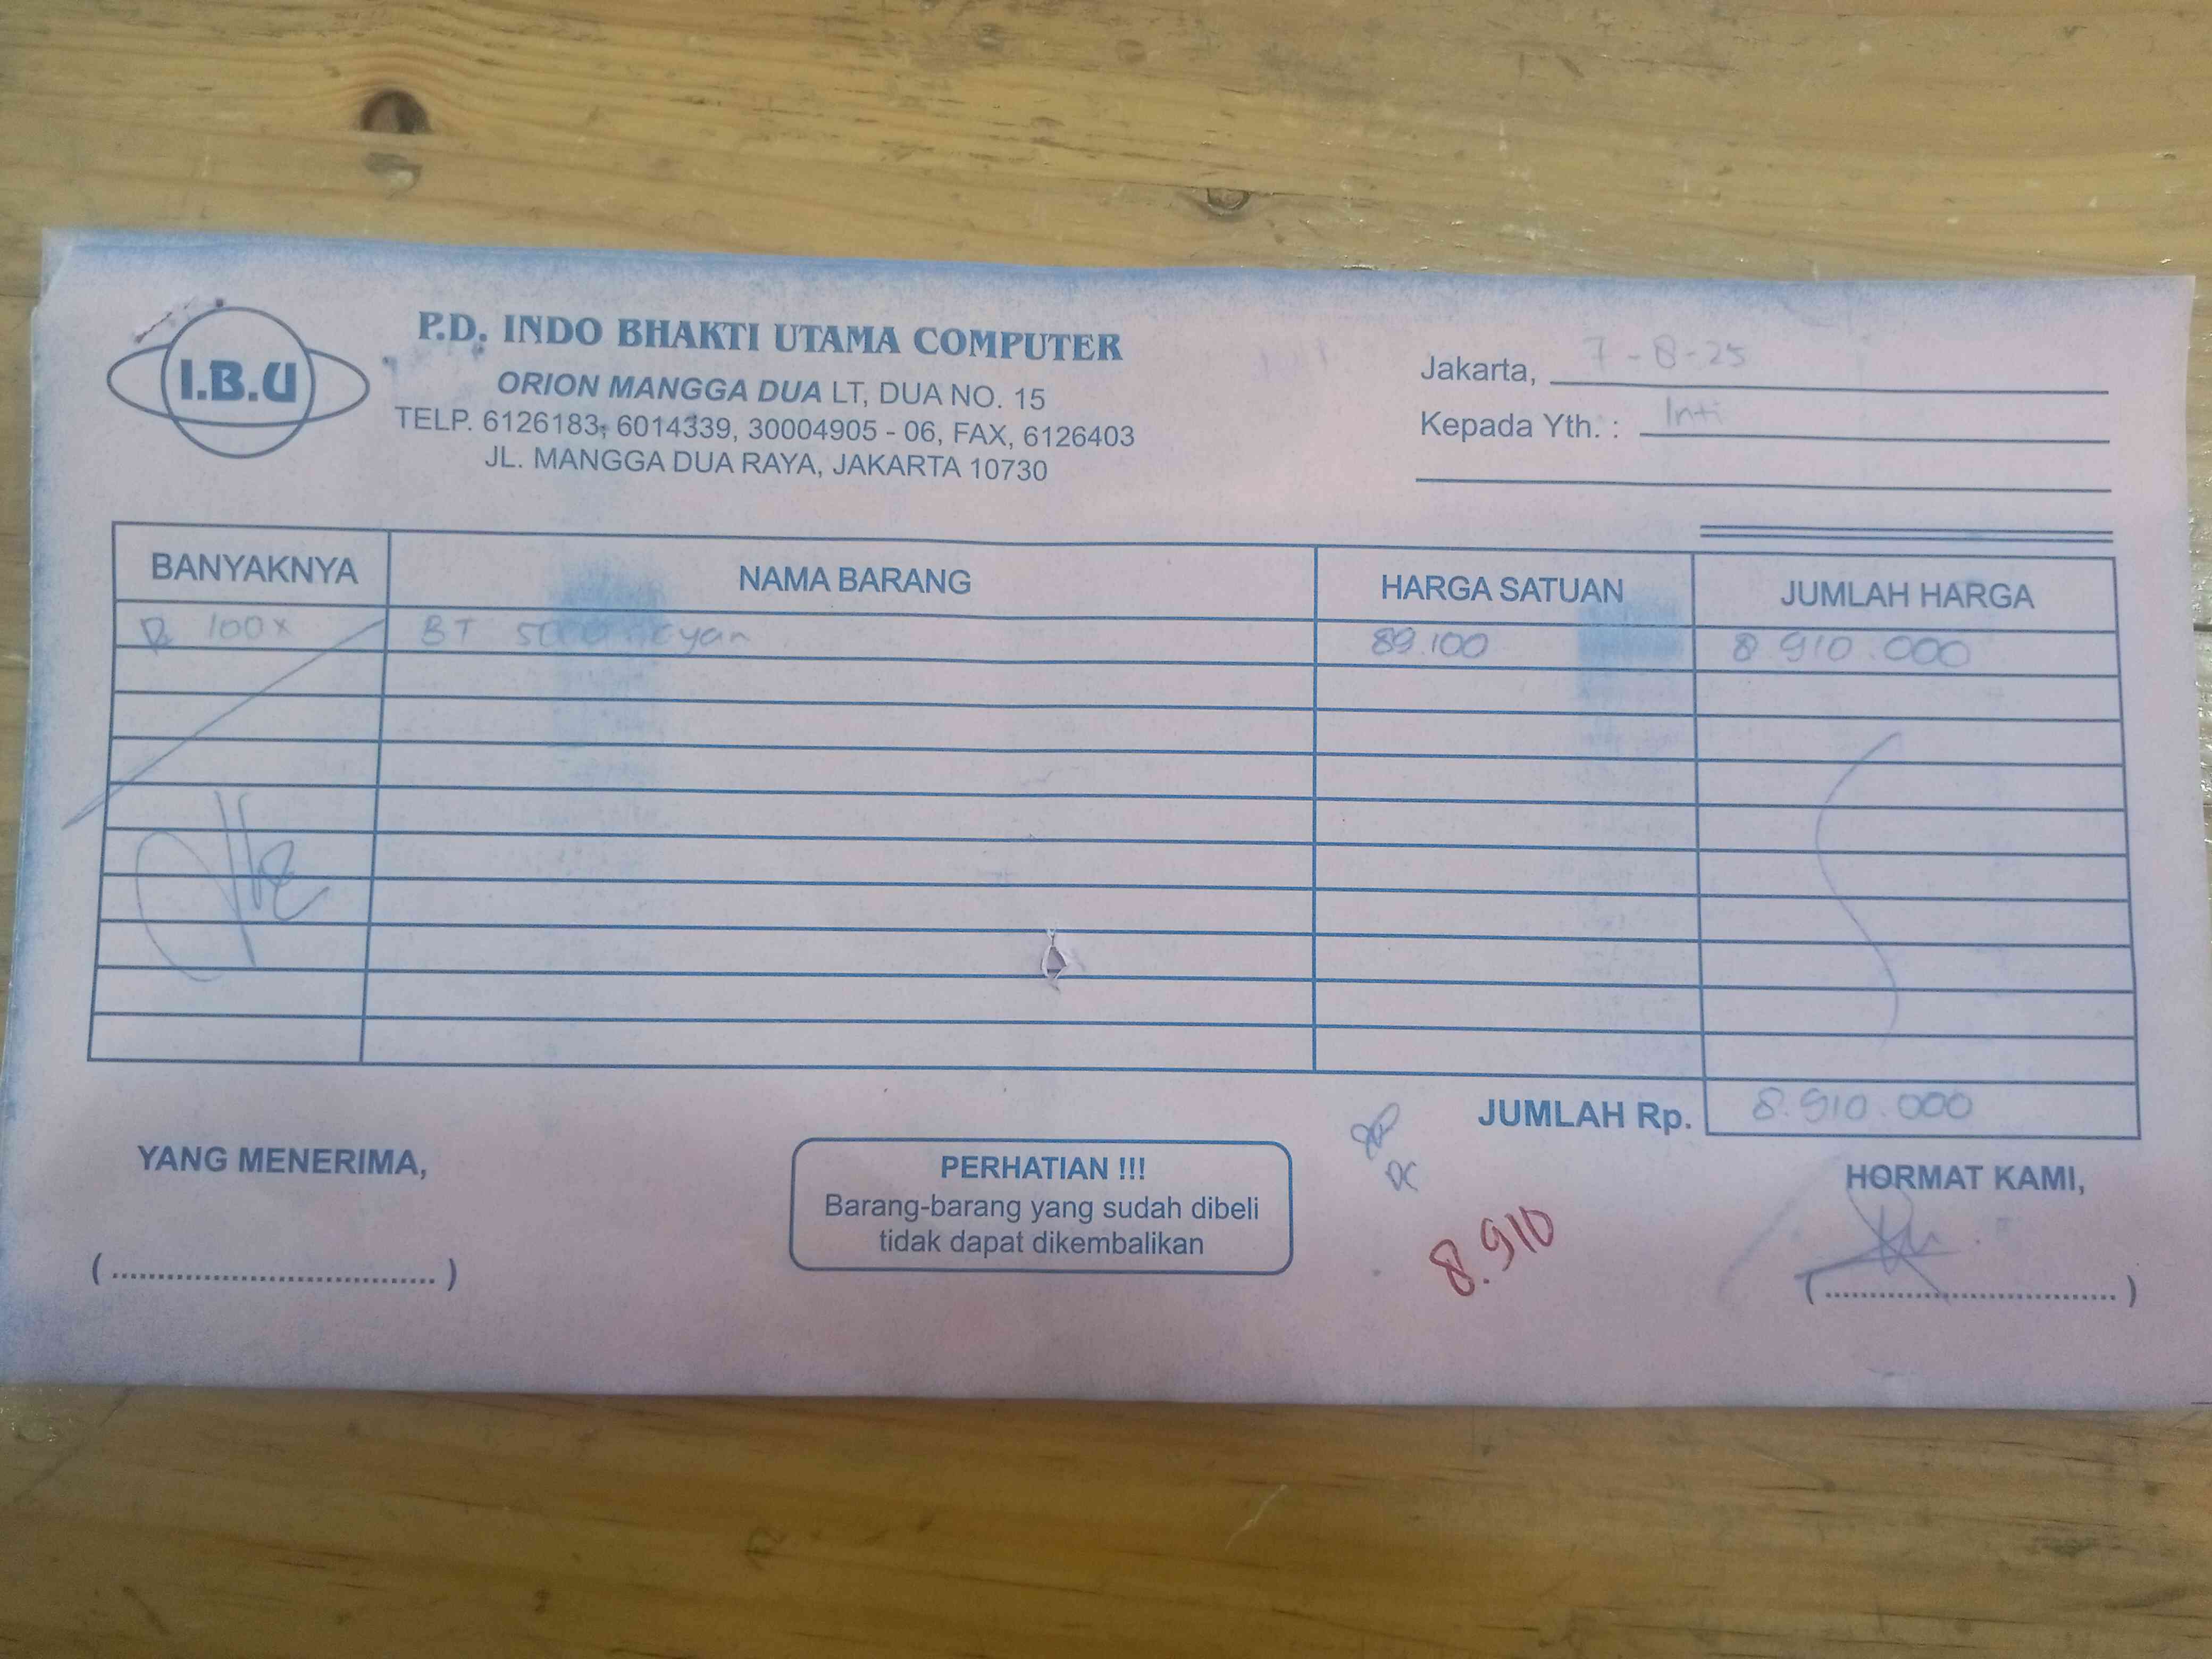 I.B.U
P.D. INDO BHAKTI UTAMA COMPUTER
ORION MANGGA DUA LT, DUA NO. 15
TELP. 6126183, 6014339, 30004905 - 06, FAX, 6126403
JL. MANGGA DUA RAYA, JAKARTA 10730
Jakarta, 7-8-25
Kepada Yth. : Inti
BANYAKNYA NAMA BARANG HARGA SATUAN JUMLAH HARGA
100x BT 5000 cyan 89.100 8.910.000
JUMLAH Rp. 8.910.000
YANG MENERIMA,
PERHATIAN !!!
Barang-barang yang sudah dibeli
tidak dapat dikembalikan
8.910
HORMAT KAMI,